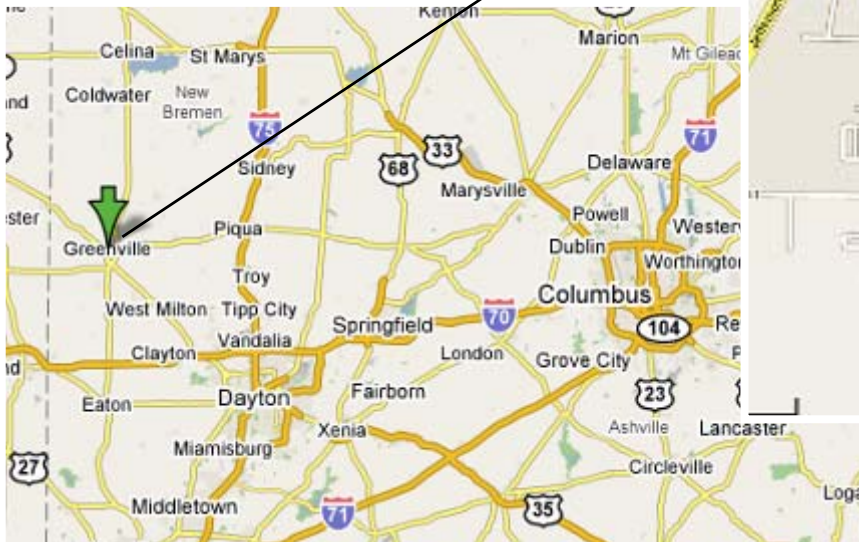 Kenton
Marion
Celina
St Marys
Mt Gilead
Coldwater
New
Bremen
75
71
33
68
Sidney
Delaware
Marysville
Powell
Piqua
Greenville
Dublin
Worthington
Troy
Columbus
West Milton
Tipp City
70
Springfield
104
Vandalia
Clayton
London
Grove City
Dayton
Fairborn
23
Eaton
Xenia
Ashville
Lancaster
Miamisburg
27
Circleville
Middletown
71
35